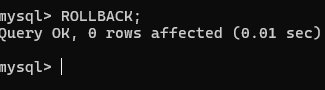 mysql> ROLLBACK;
Query OK, 0 rows affected (0.01 sec)
mysql>